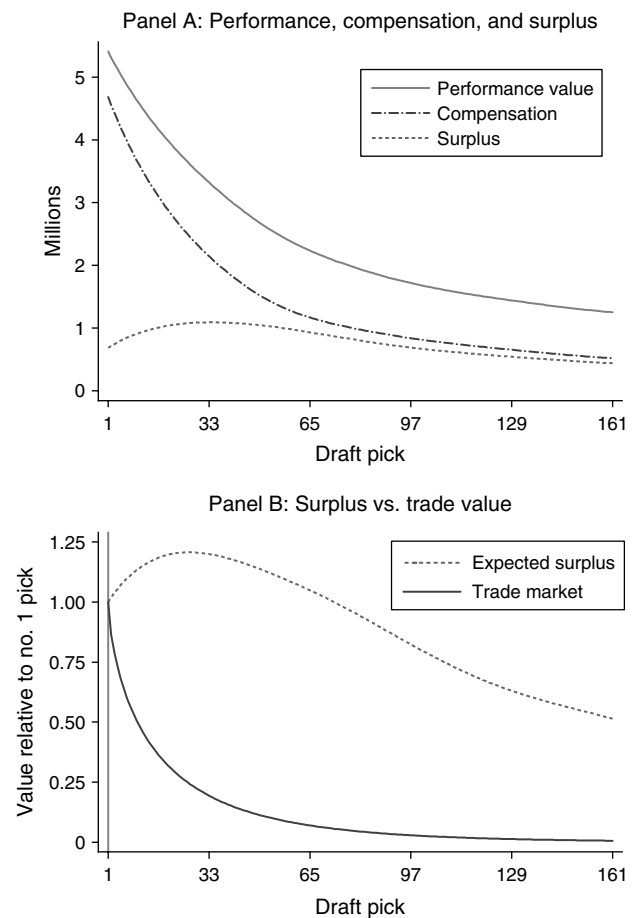 Panel A: Performance, compensation, and surplus
Performance value
Compensation
Surplus
Millions
5
4
3
2
1
0
1
33
65
97
129
161
Draft pick
Panel B: Surplus vs. trade value
Expected surplus
Trade market
Value relative to no. 1 pick
1.25
1.00
0.75
0.50
0.25
0
1
33
65
97
129
161
Draft pick